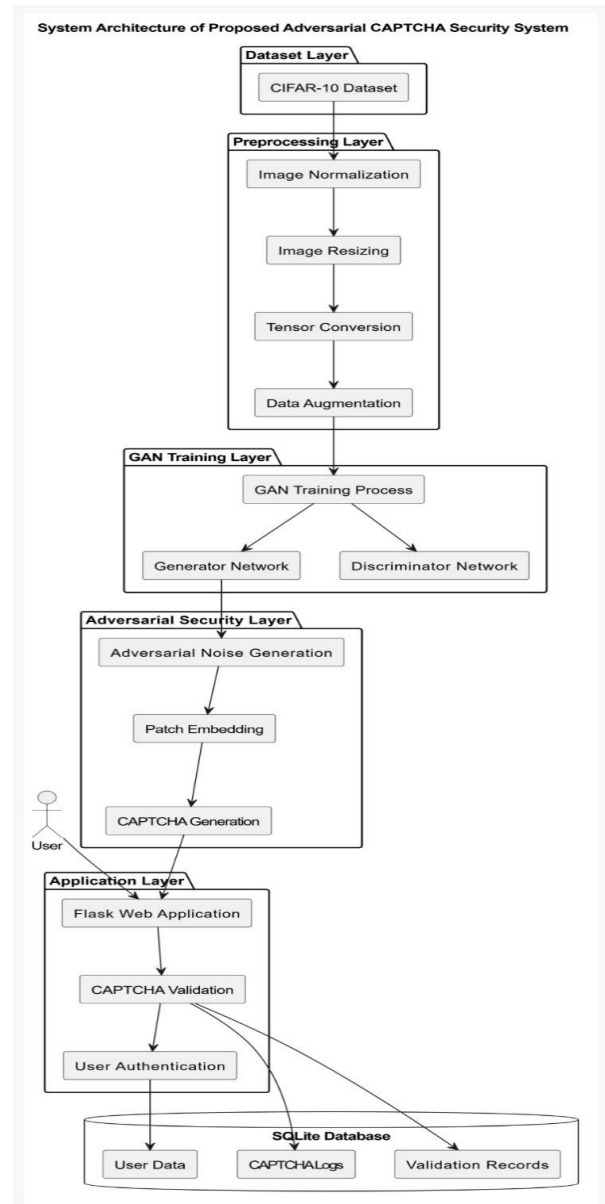 System Architecture of Proposed Adversarial CAPTCHA Security System
Dataset Layer
CIFAR-10 Dataset
Preprocessing Layer
Image Normalization
Image Resizing
Tensor Conversion
Data Augmentation
GAN Training Layer
GAN Training Process
Generator Network
Discriminator Network
Adversarial Security Layer
Adversarial Noise Generation
Patch Embedding
CAPTCHA Generation
User
Application Layer
Flask Web Application
CAPTCHA Validation
User Authentication
SQLite Database
User Data
CAPTCHA Logs
Validation Records